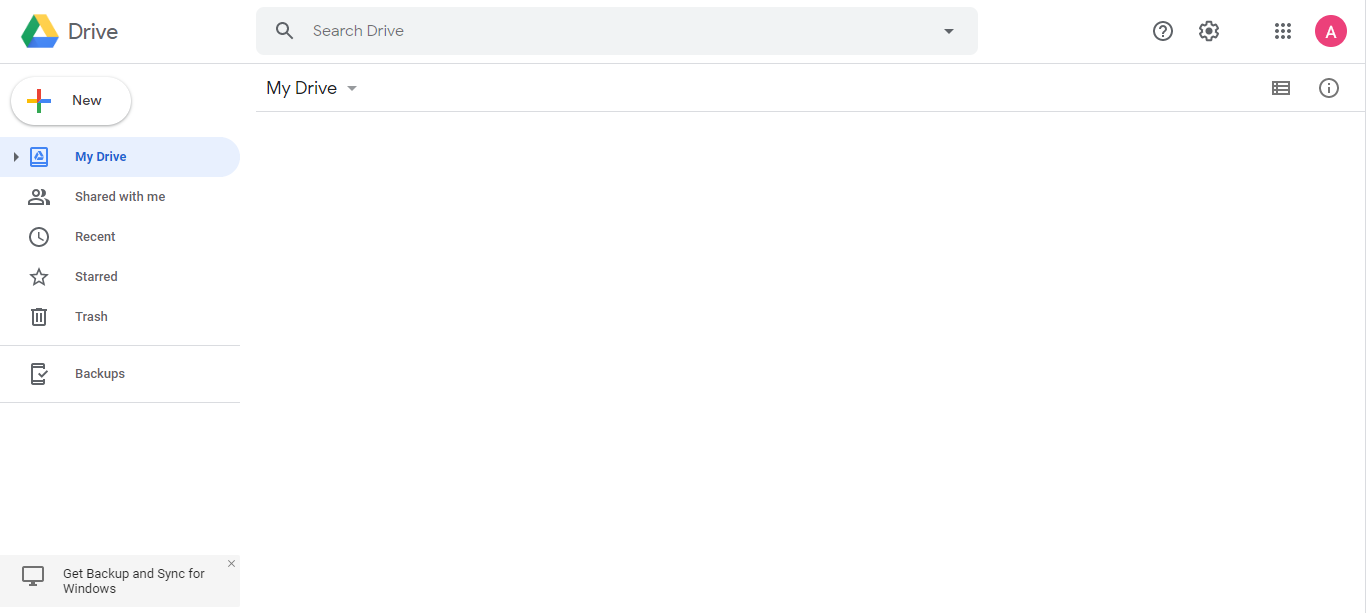 Drive
Search Drive
A
New
My Drive
My Drive
Shared with me
Recent
Starred
Trash
Backups
Get Backup and Sync for
Windows